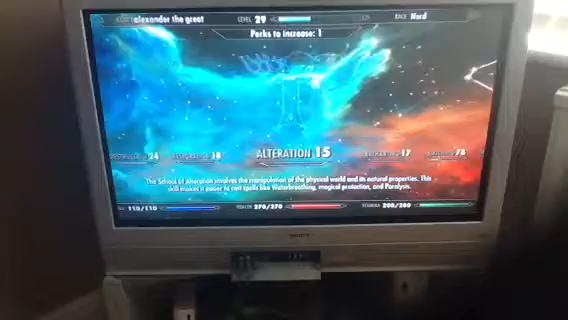 alexander the great LEVEL 29 RACE Nord
Perks to increase: 1
24 RESTORATION 18 ALTERATION 15 ENCHANTING 17 78
The School of Alteration involves the manipulation of the physical world and its natural properties. This
skill makes it easier to cast spells like Waterbreathing, magical protection, and Paralysis.
110/110 HEALTH 270/270 STAMINA 200/200
SONY